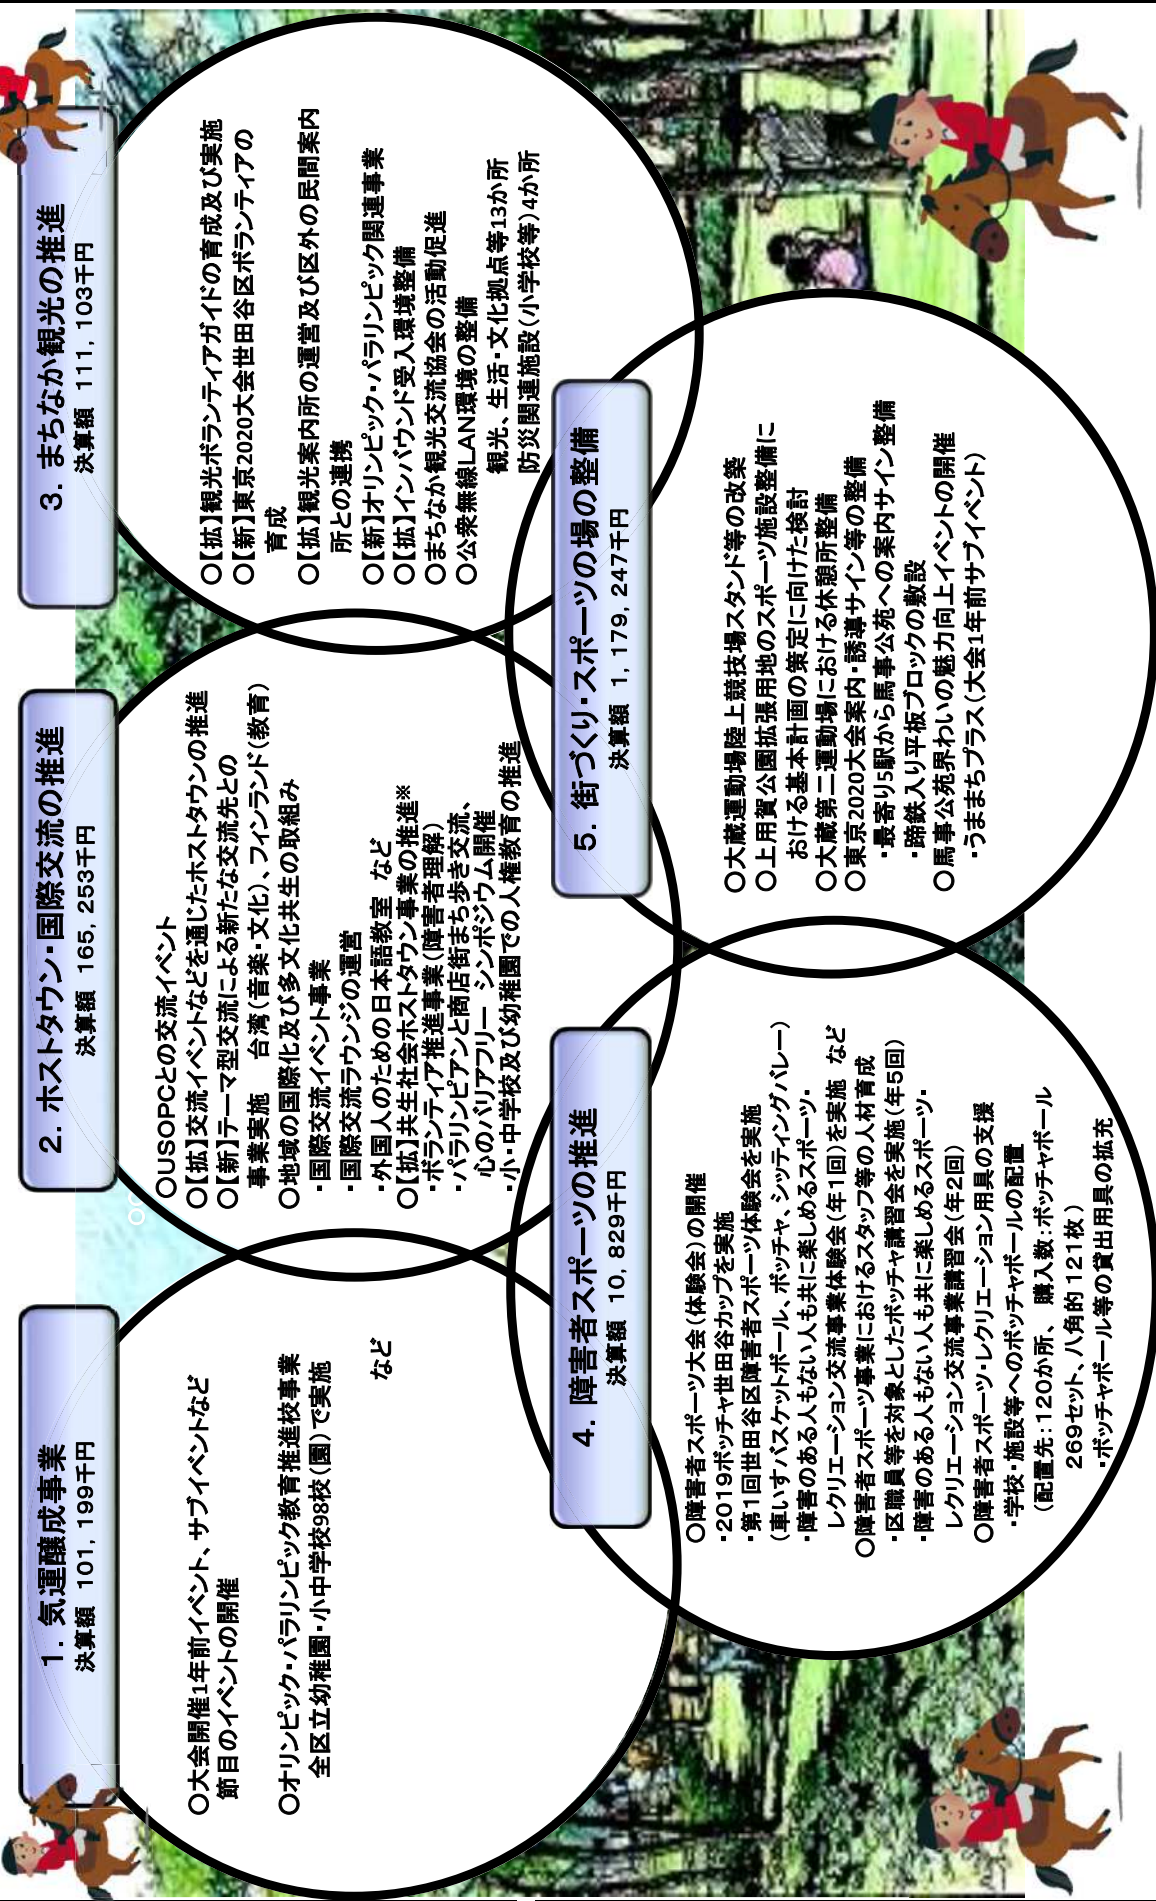 1．気運醸成事業
決算額 101，199千円
○大会開催1年前イベント、サブイベントなど
節目のイベントの開催
○オリンピック・パラリンピック教育推進校事業
全区立幼稚園・小中学校98校（園）で実施
など
2．ホストタウン・国際交流の推進
決算額 165，253千円
○USOPCとの交流イベント
○【拡】交流イベントなどを通じたホストタウンの推進
○【新】テーマ型交流による新たな交流先との
事業実施 台湾（音楽・文化）、フィンランド（教育）
○地域の国際化及び多文化共生の取組み
・国際交流イベント事業
・国際交流ラウンジの運営
・外国人のための日本語教室 など
○【拡】共生社会ホストタウン事業の推進※
・ボランティア推進事業（障害者理解）
・パラリンピアンと商店街まち歩き交流、
心のバリアフリー シンポジウム開催
・小・中学校及び幼稚園での人権教育の推進
3．まちなか観光の推進
決算額 111，103千円
○【拡】観光ボランティアガイドの育成及び実施
○【新】東京2020大会世田谷区ボランティアの
育成
○【拡】観光案内所の運営及び区外の民間案内
所との連携
○【新】オリンピック・パラリンピック関連事業
○【拡】インバウンド受入環境整備
○まちなか観光交流協会の活動促進
○公衆無線LAN環境の整備
観光、生活・文化拠点等13か所
防災関連施設（小学校等）4か所
4．障害者スポーツの推進
決算額 10，829千円
○障害者スポーツ大会（体験会）の開催
・2019ボッチャ世田谷カップを実施
・第1回世田谷区障害者スポーツ体験会を実施
（車いすバスケットボール、ボッチャ、シッティングバレー）
・障害のある人もない人も共に楽しめるスポーツ・
レクリエーション交流事業体験会（年1回）を実施 など
○障害者スポーツ事業におけるスタッフ等の人材育成
・区職員等を対象としたボッチャ講習会を実施（年5回）
・障害のある人もない人も共に楽しめるスポーツ・
レクリエーション交流事業講習会（年2回）
○障害者スポーツ・レクリエーション用具の支援
・学校・施設等へのボッチャボールの配置
（配置先：120か所、 購入数：ボッチャボール
269セット、八角的 121枚 ）
・ボッチャボール等の貸出用具の拡充
5．街づくり・スポーツの場の整備
決算額 1，179，247千円
○大蔵運動場陸上競技場スタンド等の改築
○上用賀公園拡張用地のスポーツ施設整備に
おける基本計画の策定に向けた検討
○大蔵第二運動場における休憩所整備
○東京2020大会案内・誘導サイン等の整備
・最寄り5駅から馬事公苑への案内サイン整備
・蹄鉄入り平板ブロックの敷設
○馬事公苑界わいの魅力向上イベントの開催
・うままちプラス（大会1年前サブイベント）